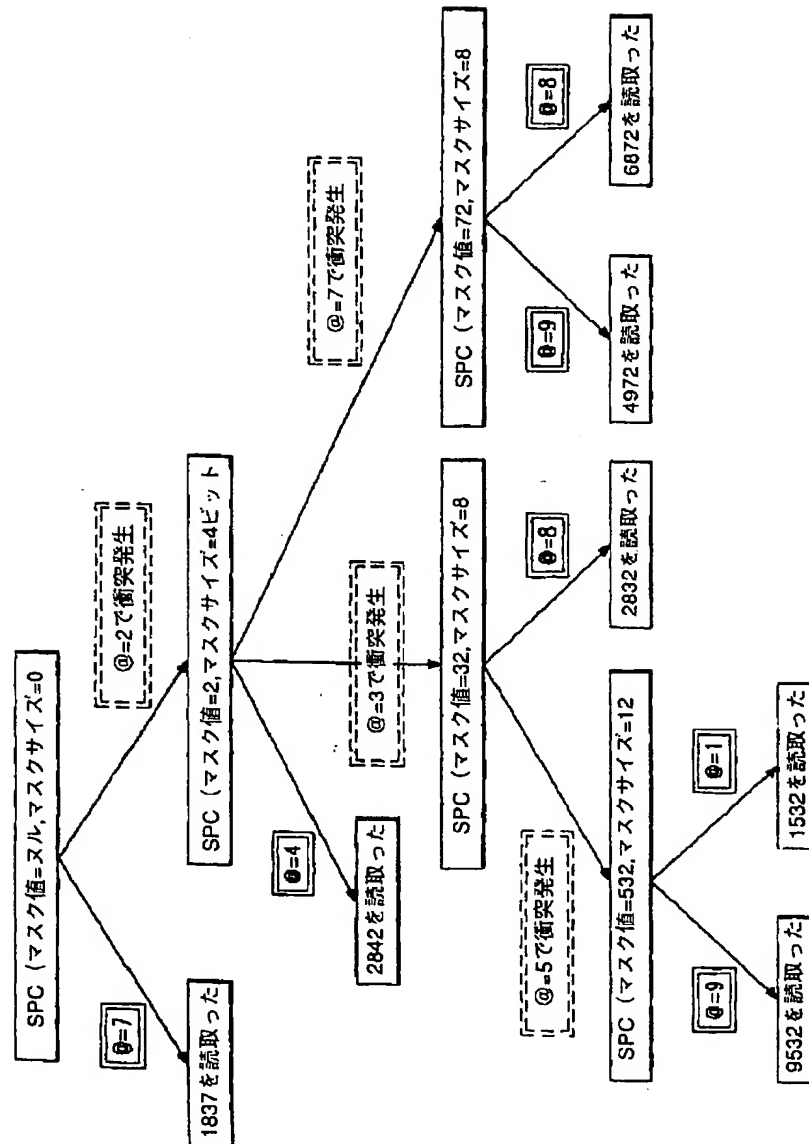 SPC (マスク値=ヌル,マスクサイズ=0
@=7
@=2で衝突発生
1837を読取った
SPC (マスク値=2,マスクサイズ=4ビット
@=4
@=3で衝突発生
@=7で衝突発生
2842を読取った
SPC (マスク値=32,マスクサイズ=8
SPC (マスク値=72,マスクサイズ=8
@=5で衝突発生
@=8
@=9
@=8
SPC (マスク値=532,マスクサイズ=12
2832を読取った
4972を読取った
6872を読取った
@=9
@=1
9532を読取った
1532を読取った